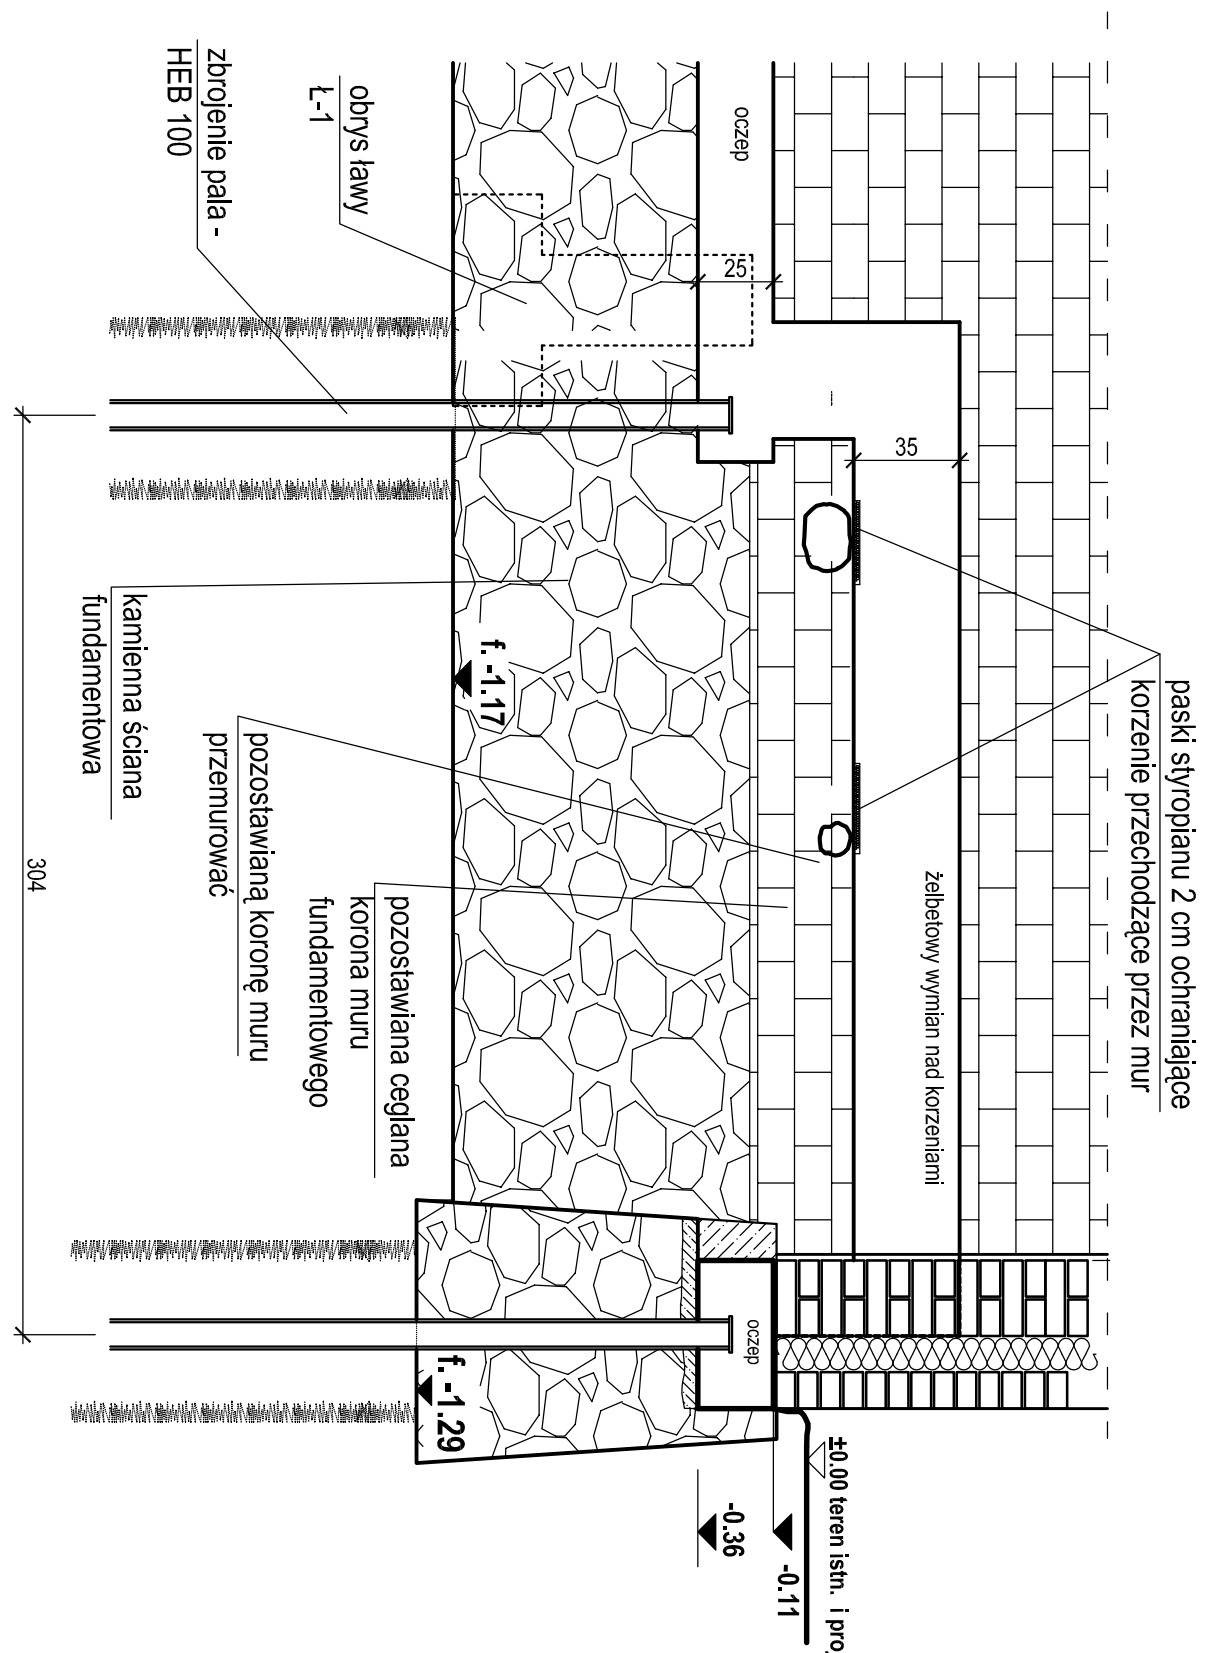 paski styropianu 2 cm ochraniające
korzenie przechodzące przez mur
żelbetowy wymian nad korzeniami
oczep
25
35
obrys ławy
Ł-1
zbrojenie pala -
HEB 100
f. -1.17
kamienna ściana
fundamentowa
pozostawianą koronę muru
przemurować
pozostawiana ceglana
korona muru
fundamentowego
304
oczep
f. -1.29
±0.00 teren istn. i pro
-0.11
-0.36